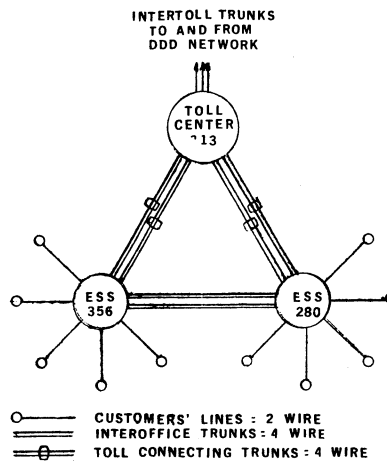 INTERTOLL TRUNKS
TO AND FROM
DDD NETWORK
TOLL
CENTER
13
ESS
356
ESS
280
CUSTOMERS' LINES = 2 WIRE
INTEROFFICE TRUNKS = 4 WIRE
TOLL CONNECTING TRUNKS = 4 WIRE